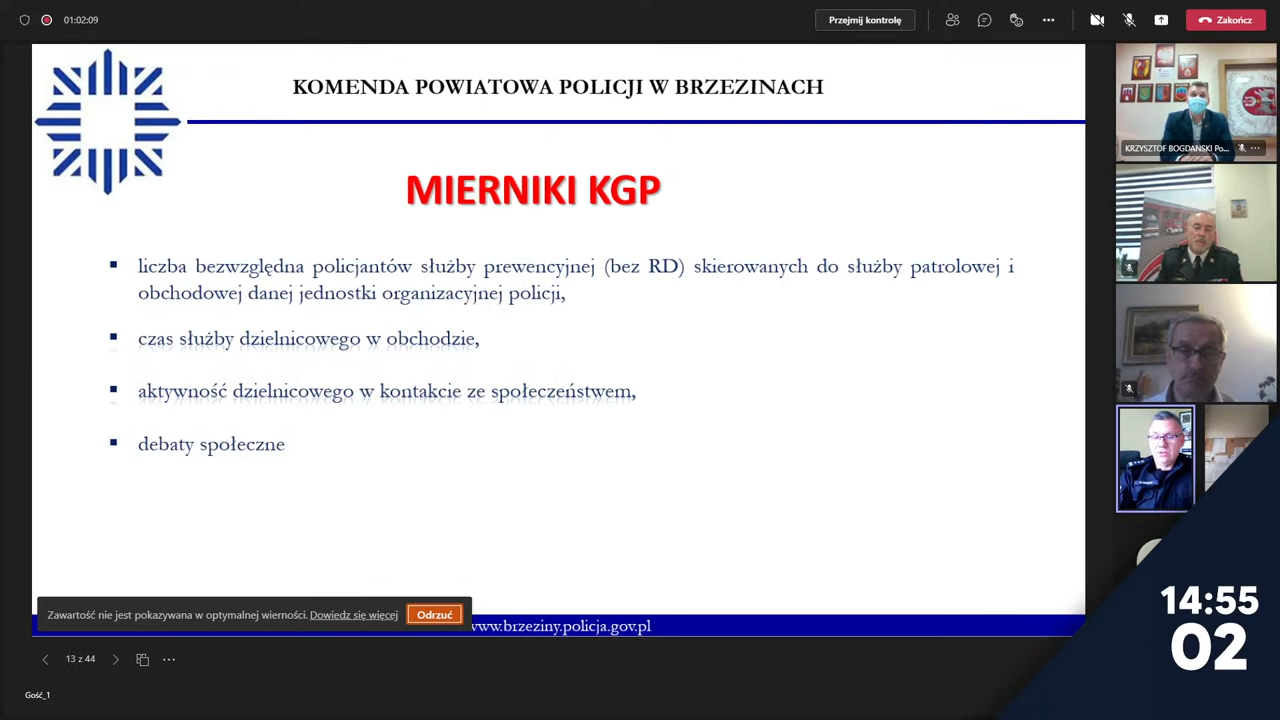 01:02:09
Przejmij kontrolę
Zakończ
KOMENDA POWIATOWA POLICJI W BRZEZINACH
MIERNIKI KGP
▪ liczba bezwzględna policjantów służby prewencyjnej (bez RD) skierowanych do służby patrolowej i
obchodowej danej jednostki organizacyjnej policji,
▪ czas służby dzielnicowego w obchodzie,
▪ aktywność dzielnicowego w kontakcie ze społeczeństwem,
▪ debaty społeczne
KRZYSZTOF BOGDAŃSKI Po...
Zawartość nie jest pokazywana w optymalnej wierności. Dowiedz się więcej
Odrzuć
www.brzeziny.policja.gov.pl
13 z 44
Gość_1
14:55
02